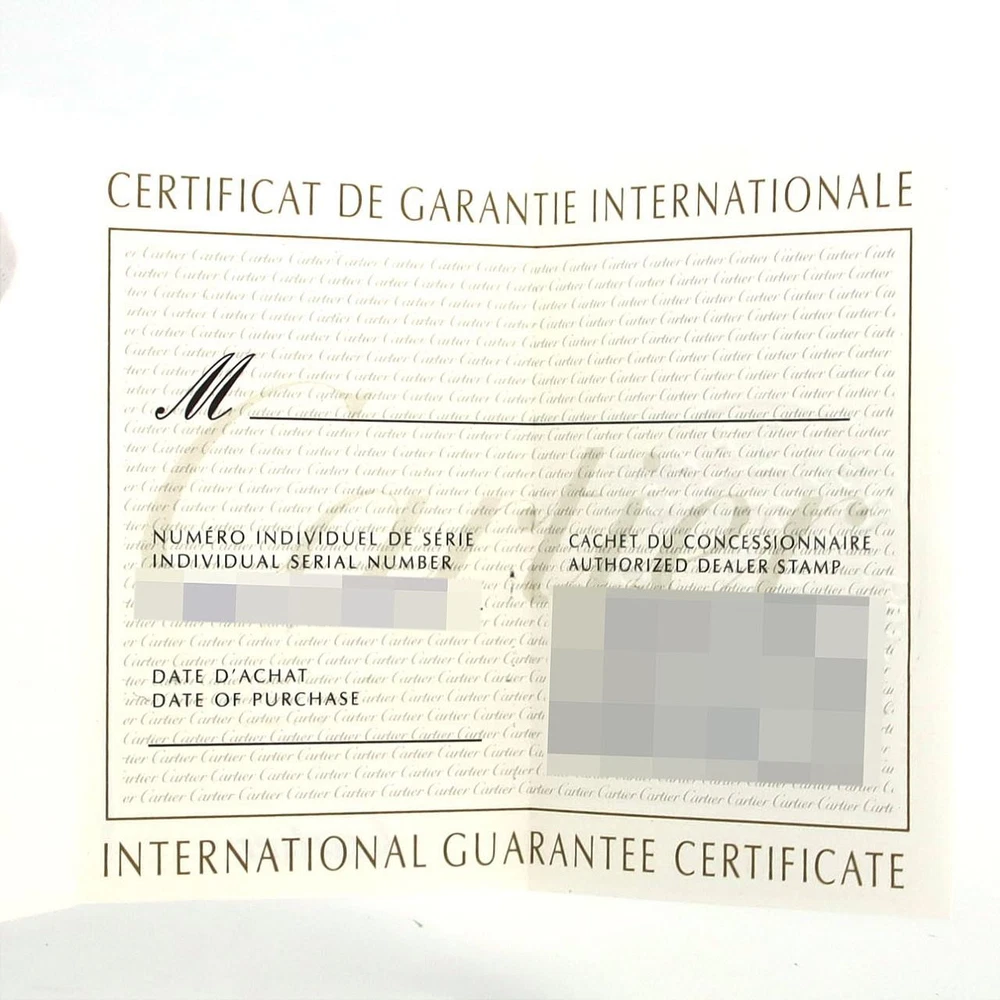 CERTIFICAT DE GARANTIE INTERNATIONALE
M
Cartier
NUMÉRO INDIVIDUEL DE SÉRIE
INDIVIDUAL SERIAL NUMBER
CACHET DU CONCESSIONNAIRE
AUTHORIZED DEALER STAMP
DATE D'ACHAT
DATE OF PURCHASE
INTERNATIONAL GUARANTEE CERTIFICATE